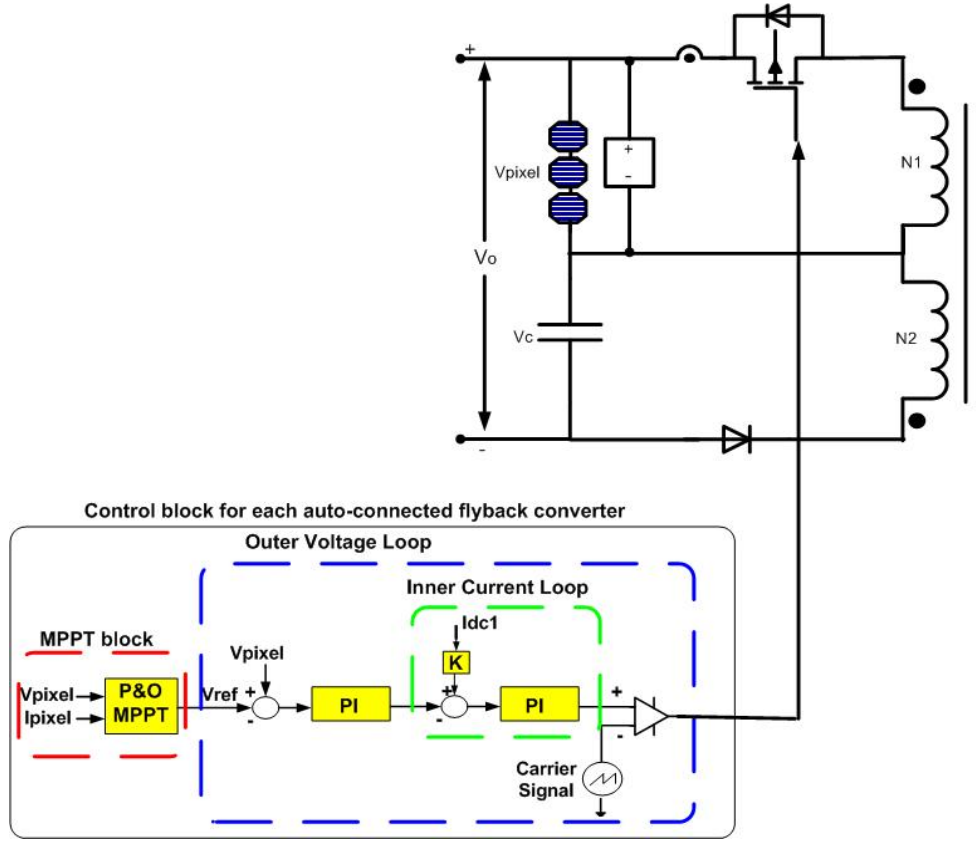 +
Vpixel
+
-
N1
Vo
Vc
N2
-
Control block for each auto-connected flyback converter
Outer Voltage Loop
Inner Current Loop
Idc1
MPPT block
Vpixel
K
Vpixel
Ipixel
P&O
MPPT
Vref
+
-
PI
+
-
PI
+
-
Carrier
Signal